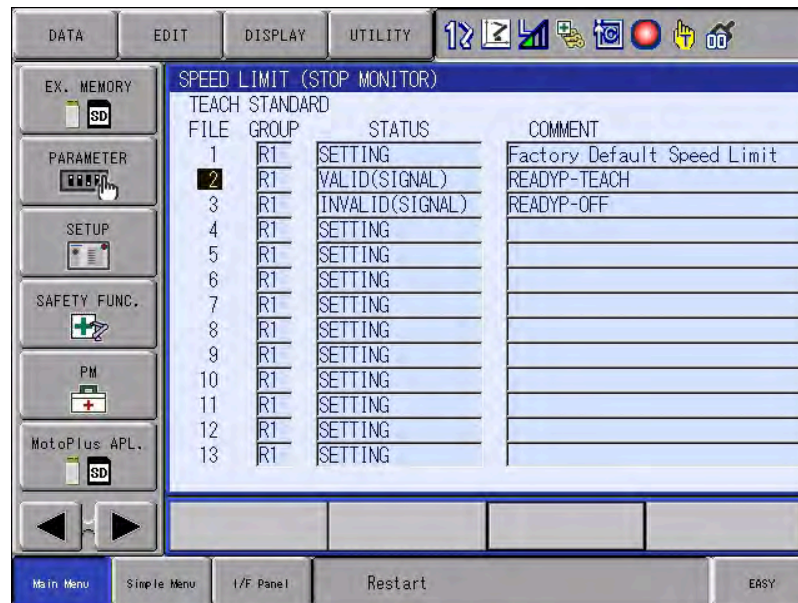 DATA EDIT DISPLAY UTILITY
EX. MEMORY
SD
PARAMETER
SETUP
SAFETY FUNC.
PM
MotoPlus APL.
SD
SPEED LIMIT (STOP MONITOR)
TEACH STANDARD
FILE GROUP STATUS COMMENT
1 R1 SETTING Factory Default Speed Limit
2 R1 VALID(SIGNAL) READYP-TEACH
3 R1 INVALID(SIGNAL) READYP-OFF
4 R1 SETTING
5 R1 SETTING
6 R1 SETTING
7 R1 SETTING
8 R1 SETTING
9 R1 SETTING
10 R1 SETTING
11 R1 SETTING
12 R1 SETTING
13 R1 SETTING
Main Menu Simple Menu I/F Panel Restart EASY